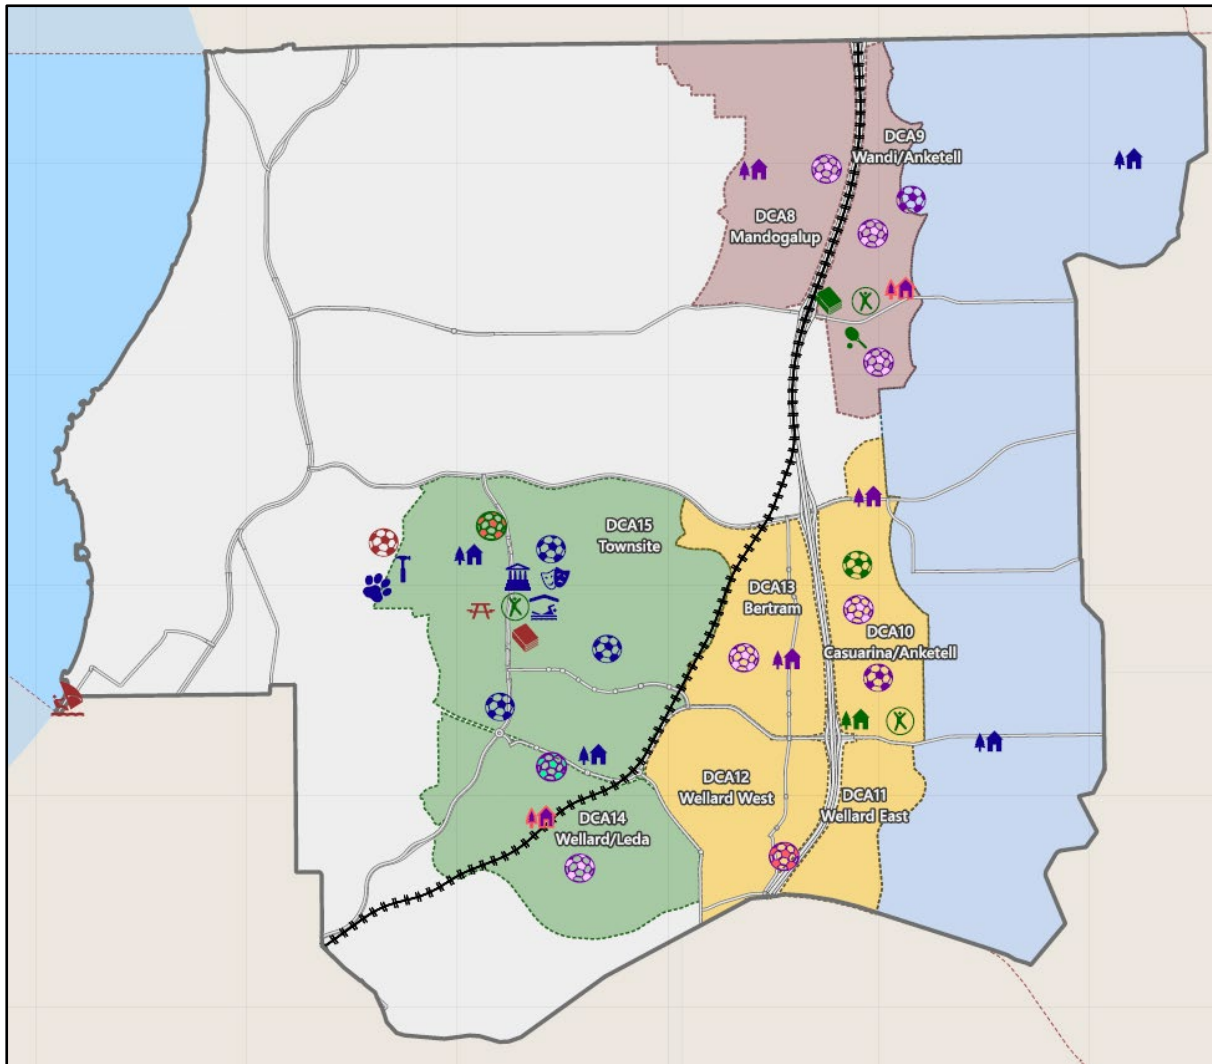 DCA9
Wandi/Anketell
DCA8
Mandogalup
DCA15
Townsite
DCA13
Bertram
DCA10
Casuarina/Anketell
DCA12
Wellard West
DCA11
Wellard East
DCA14
Wellard/Leda